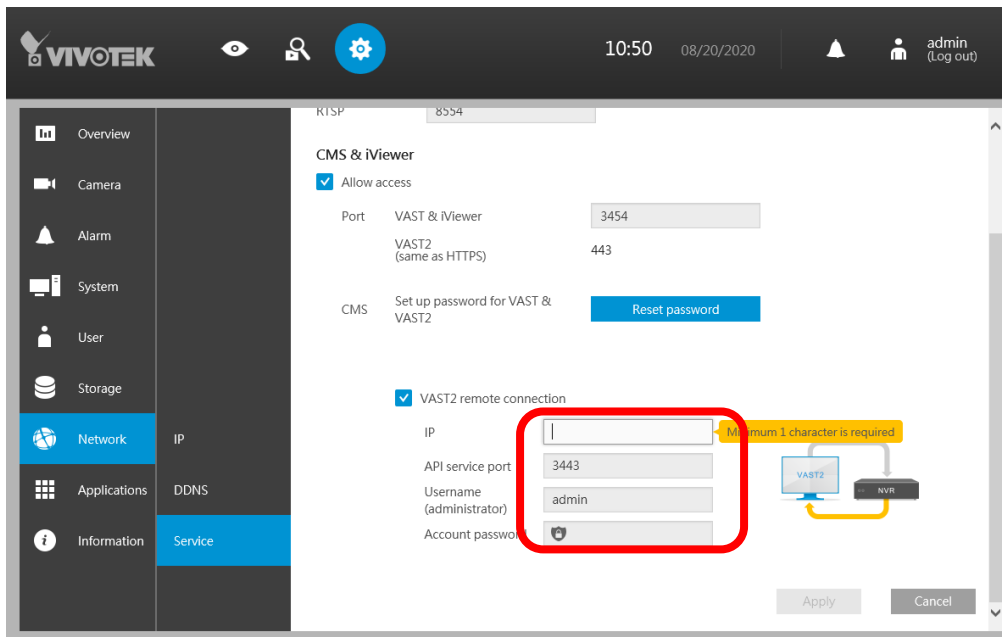 VIVOTEK
10:50 08/20/2020 admin
(Log out)
Overview
Camera
Alarm
System
User
Storage
Network
Applications
Information
IP
DDNS
Service
RTSP 8554
CMS & iViewer
Allow access
Port VAST & iViewer 3454
VAST2
(same as HTTPS) 443
CMS Set up password for VAST &
VAST2 Reset password
VAST2 remote connection
IP Minimum 1 character is required
API service port 3443
Username
(administrator) admin
Account password
VAST2
NVR
Apply Cancel